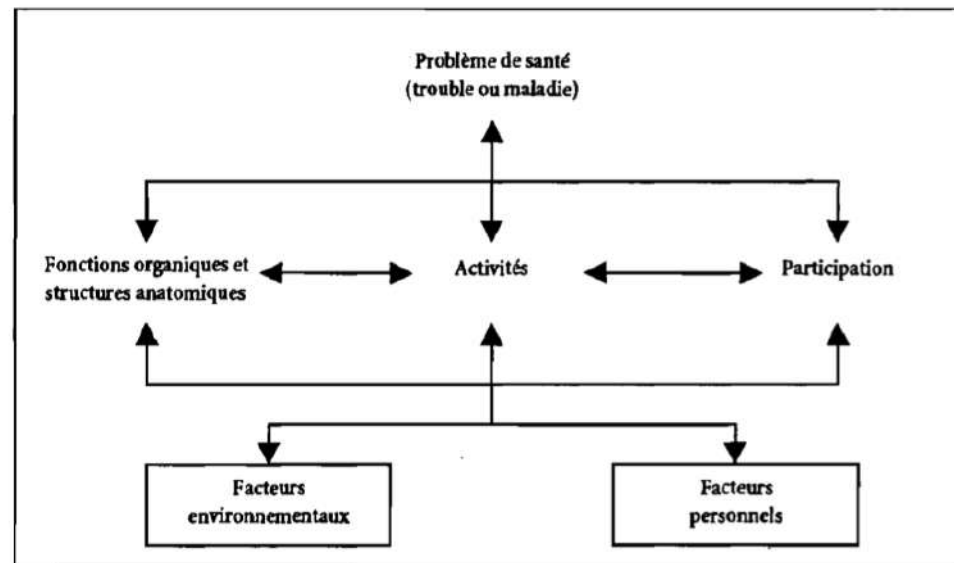 Problème de santé
(trouble ou maladie)
Fonctions organiques et
structures anatomiques
Activités
Participation
Facteurs
environnementaux
Facteurs
personnels